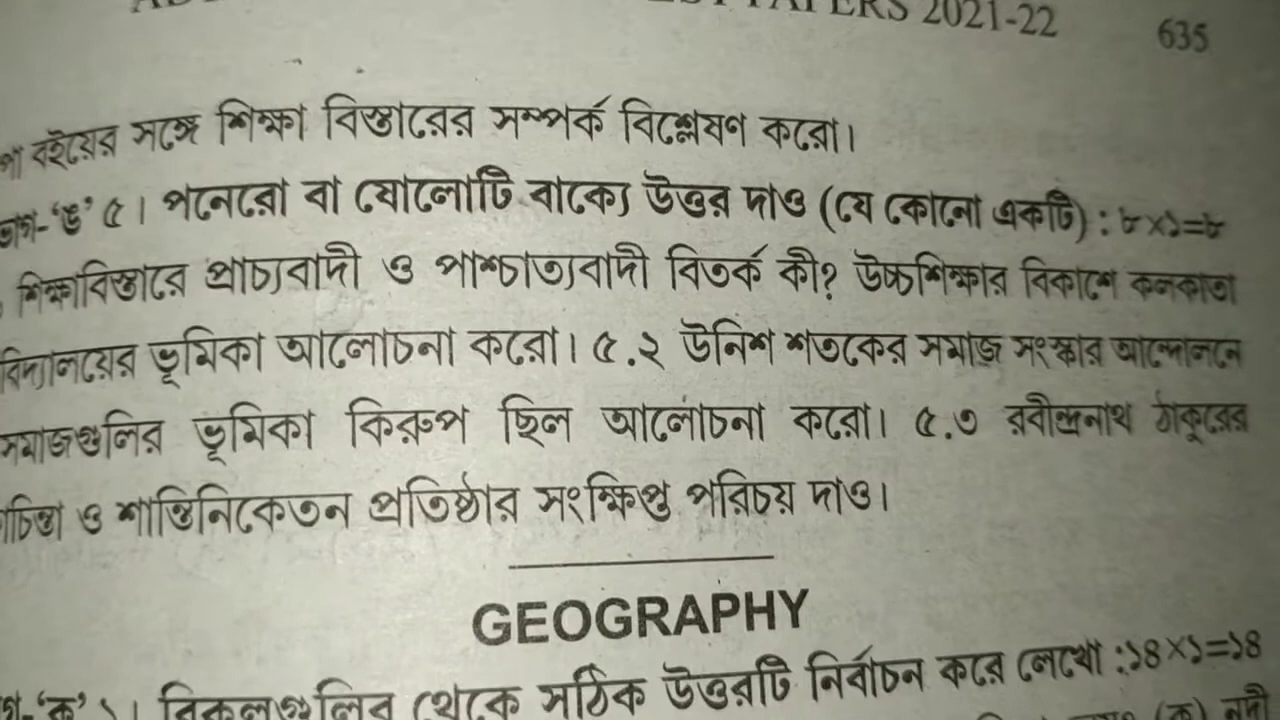 PAPERS 2021-22 635
বইয়ের সঙ্গে শিক্ষা বিস্তারের সম্পর্ক বিশ্লেষণ করো।
‘ঙ’ ৫। পনেরো বা ষোলোটি বাক্যে উত্তর দাও (যে কোনো একটি) : ৮×১=৮
শিক্ষাবিস্তারে প্রাচ্যবাদী ও পাশ্চাত্যবাদী বিতর্ক কী? উচ্চশিক্ষার বিকাশে কলকাতা
বিদ্যালয়ের ভূমিকা আলোচনা করো। ৫.২ উনিশ শতকের সমাজ সংস্কার আন্দোলনে
সমাজগুলির ভূমিকা কিরুপ ছিল আলোচনা করো। ৫.৩ রবীন্দ্রনাথ ঠাকুরের
ও শান্তিনিকেতন প্রতিষ্ঠার সংক্ষিপ্ত পরিচয় দাও।
GEOGRAPHY
‘ক’ ১। বিকল্পগুলির থেকে সঠিক উত্তরটি নির্বাচন করে লেখো :১৪×১=১৪
(ক) নদী